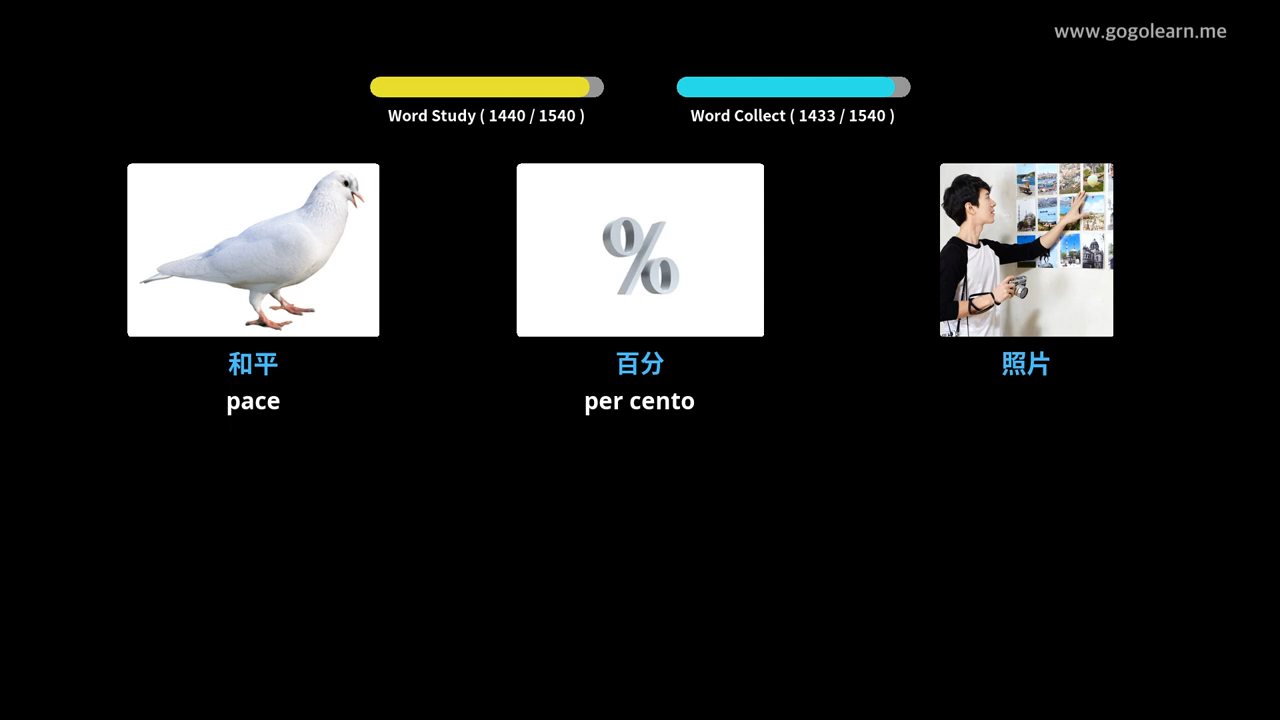 www.gogolearn.me
Word Study ( 1440 / 1540 )
Word Collect ( 1433 / 1540 )
%
和平
百分
照片
pace
per cento